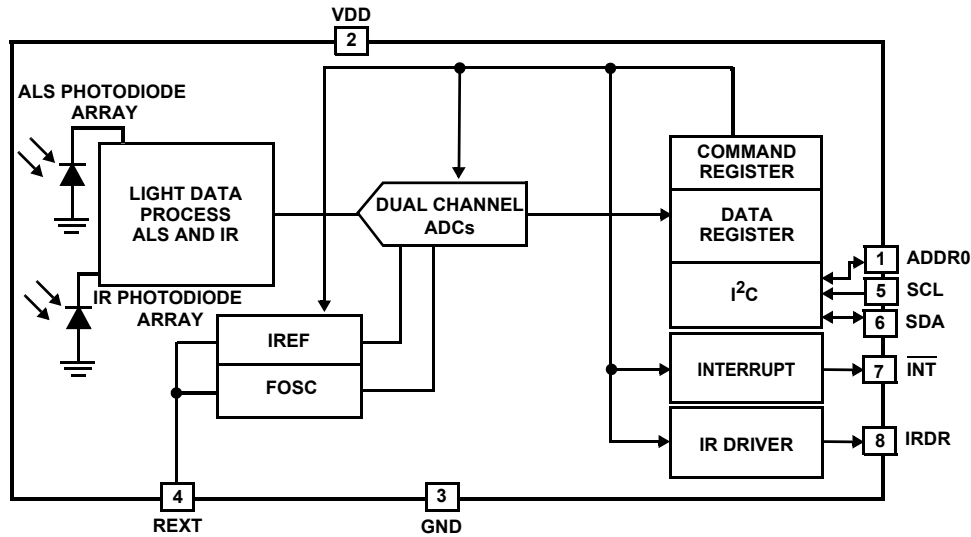 VDD
2
ALS PHOTODIODE
ARRAY
LIGHT DATA
PROCESS
ALS AND IR
DUAL CHANNEL
ADCs
COMMAND
REGISTER
DATA
REGISTER
I²C
1 ADDR0
5 SCL
6 SDA
IR PHOTODIODE
ARRAY
IREF
FOSC
INTERRUPT
7 INT
IR DRIVER
8 IRDR
4
REXT
3
GND